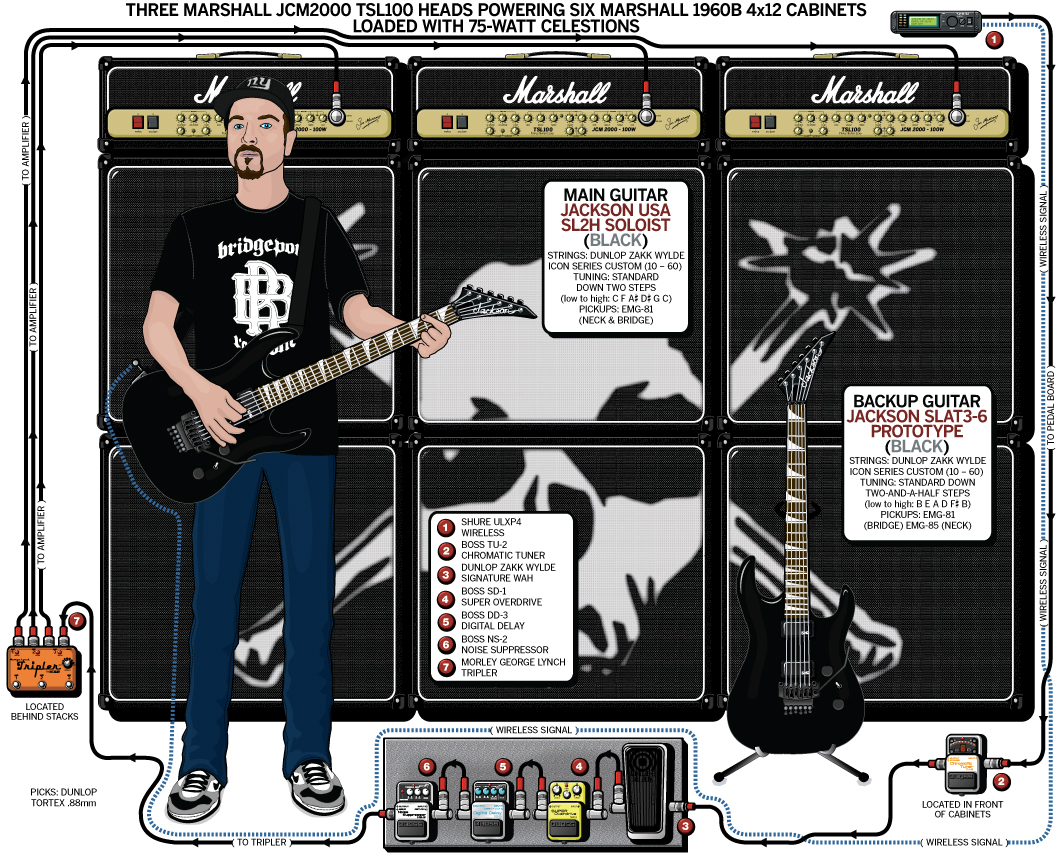 THREE MARSHALL JCM2000 TSL100 HEADS POWERING SIX MARSHALL 1960B 4x12 CABINETS
LOADED WITH 75-WATT CELESTIONS
1
Marshall
Marshall
Marshall
JCM 2000 - 100W
TSL100
JCM 2000 - 100W
TSL100
JCM 2000 - 100W
( TO AMPLIFIER )
( TO AMPLIFIER )
( TO AMPLIFIER )
( WIRELESS SIGNAL )
( TO PEDAL BOARD )
( WIRELESS SIGNAL )
MAIN GUITAR
JACKSON USA
SL2H SOLOIST
(BLACK)
STRINGS: DUNLOP ZAKK WYLDE
ICON SERIES CUSTOM (10 – 60)
TUNING: STANDARD
DOWN TWO STEPS
(low to high: C F A♯ D♯ G C)
PICKUPS: EMG-81
(NECK & BRIDGE)
NY
bridgepor
Jackson
Jackson
BACKUP GUITAR
JACKSON SLAT3-6
PROTOTYPE
(BLACK)
STRINGS: DUNLOP ZAKK WYLDE
ICON SERIES CUSTOM (10 – 60)
TUNING: STANDARD DOWN
TWO-AND-A-HALF STEPS
(low to high: B E A D F♯ B)
PICKUPS: EMG-81
(BRIDGE) EMG-85 (NECK)
1 SHURE ULXP4
WIRELESS
2 BOSS TU-2
CHROMATIC TUNER
3 DUNLOP ZAKK WYLDE
SIGNATURE WAH
4 BOSS SD-1
SUPER OVERDRIVE
5 BOSS DD-3
DIGITAL DELAY
6 BOSS NS-2
NOISE SUPPRESSOR
7 MORLEY GEORGE LYNCH
TRIPLER
7
Tripler
LOCATED
BEHIND STACKS
PICKS: DUNLOP
TORTEX .88mm
( WIRELESS SIGNAL )
6
5
4
Digital Delay
3
( TO TRIPLER )
2
LOCATED IN FRONT
OF CABINETS
( WIRELESS SIGNAL )